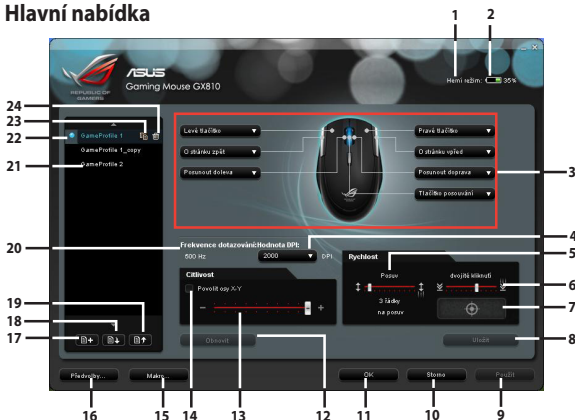 Hlavní nabídka
1
2
REPUBLIC OF
GAMERS
ASUS
Gaming Mouse GX810
Herní režim:
35%
24
23
22
21
GameProfile 1
GameProfile 1_copy
GameProfile 2
Levé tlačítko
Pravé tlačítko
O stránku zpět
O stránku vpřed
Posunout doleva
Posunout doprava
Tlačítko posouvání
3
4
5
20
Frekvence dotazování:
Hodnota DPI:
500 Hz
2000
DPI
Rychlost
Posuv
dvojité kliknutí
3 řádky
na posuv
6
7
Citlivost
Povolit osy X-Y
19
18
17
Obnovit
Uložit
8
Předvolby...
Makro...
OK
Storno
Použít
16
15
14
13
12
11
10
9